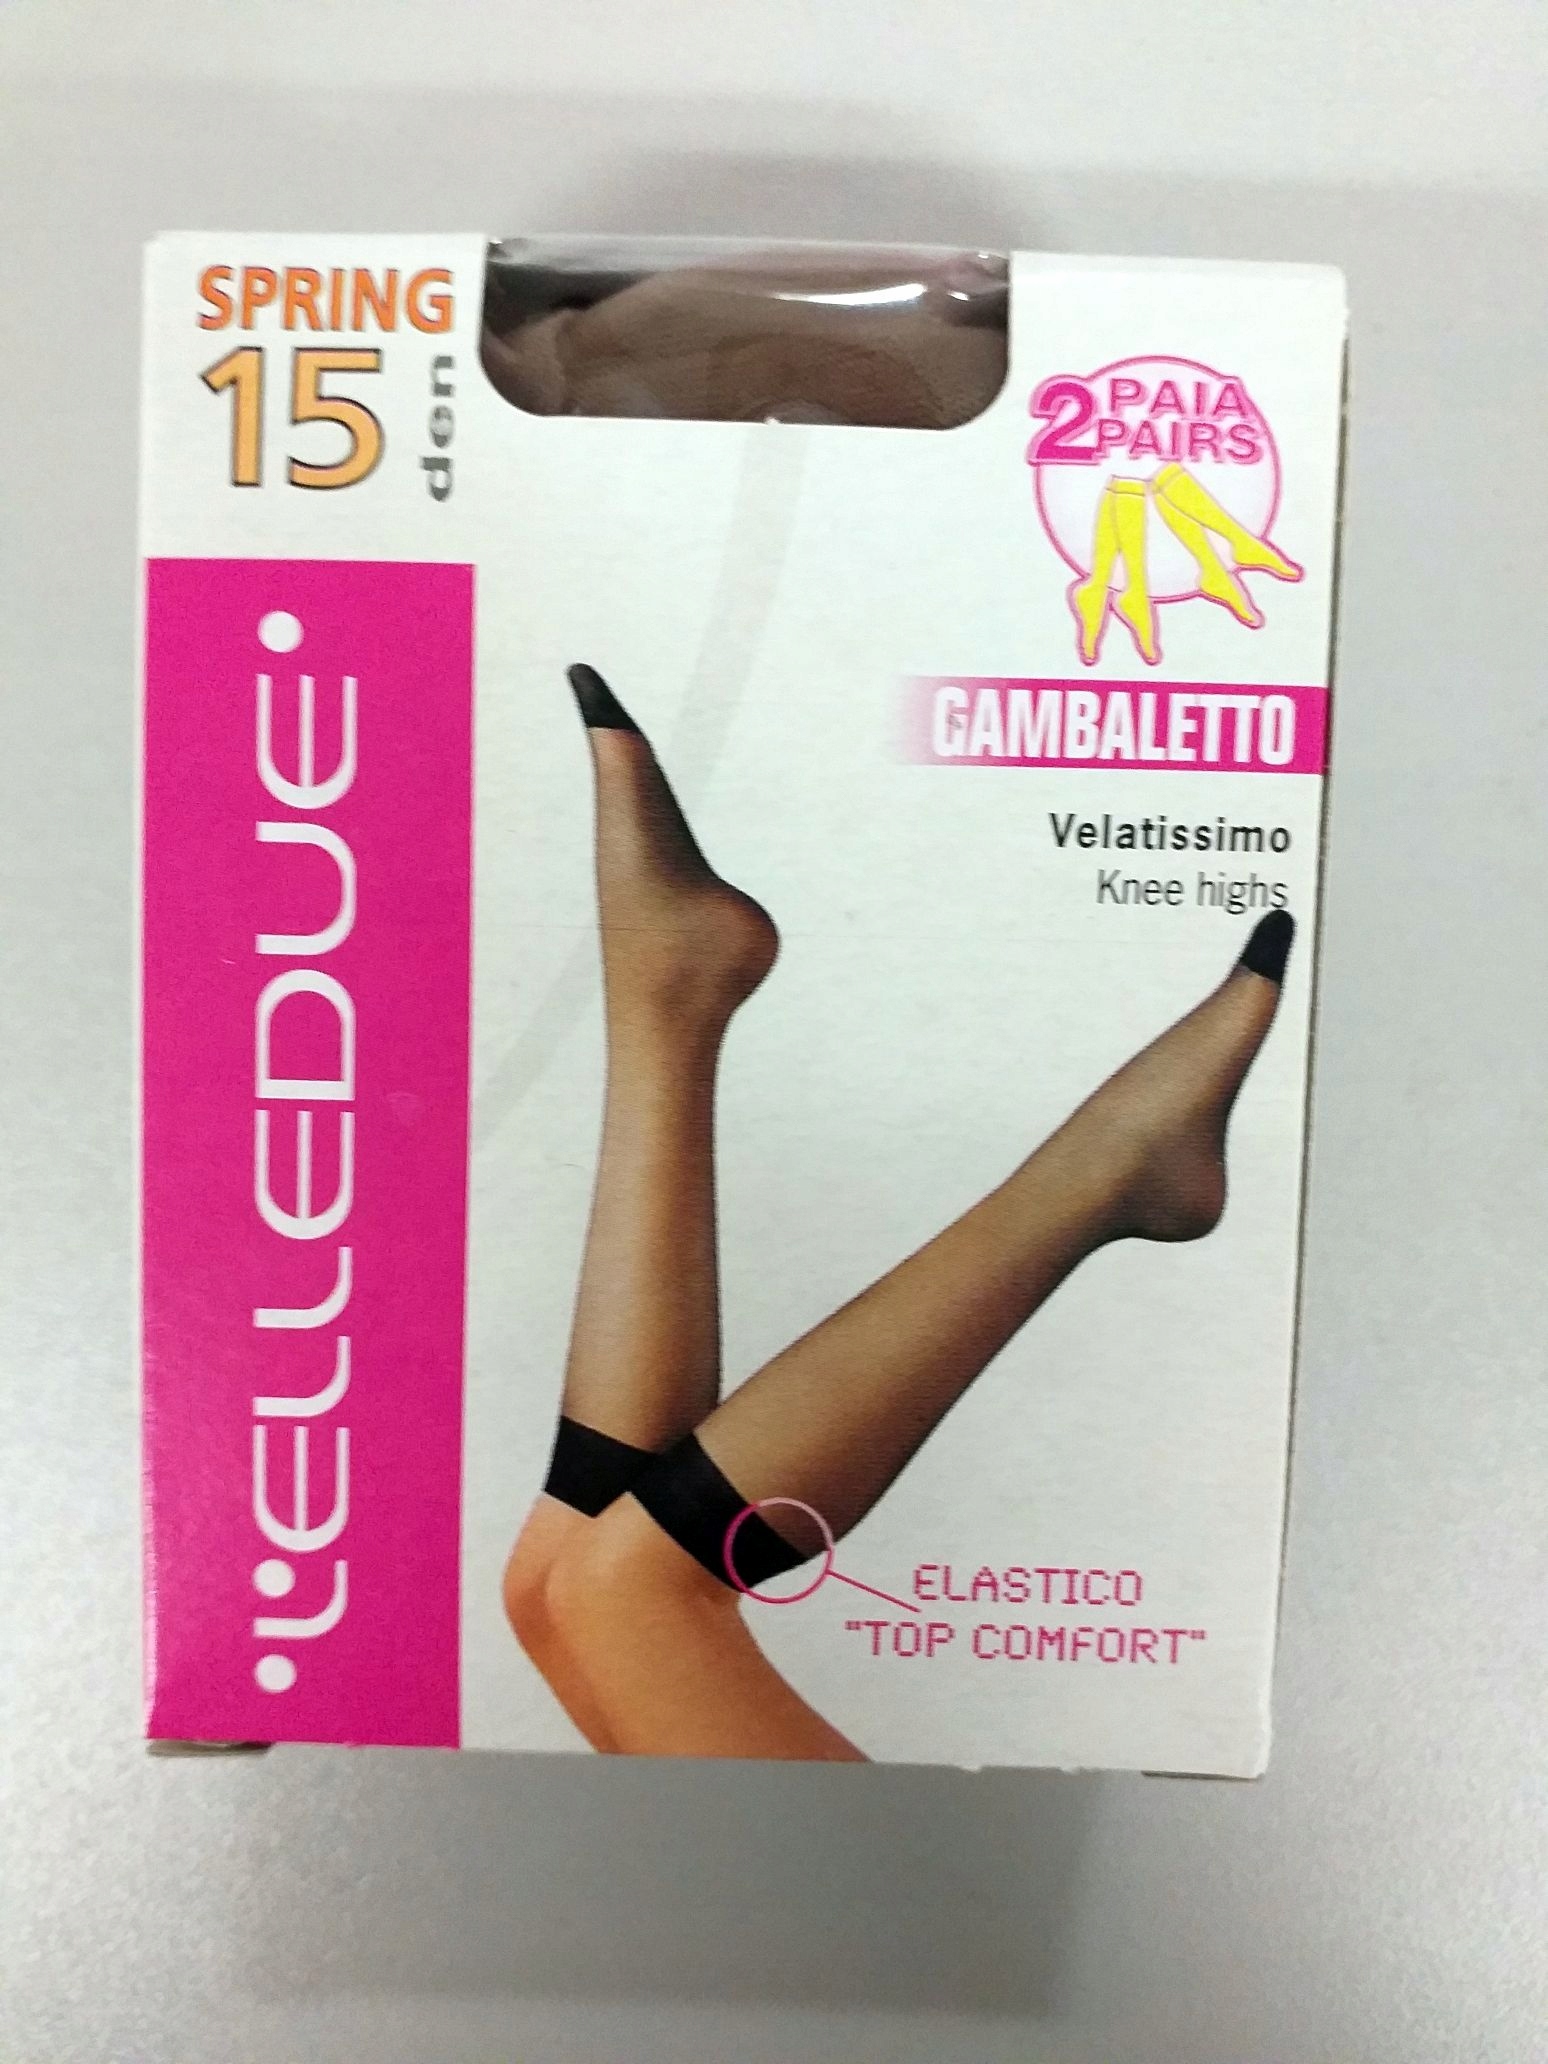 SPRING
15 den
2 PAIA
PAIRS
GAMBALETTO
Velatissimo
Knee highs
L'ELLEDUE
ELASTICO
"TOP COMFORT"